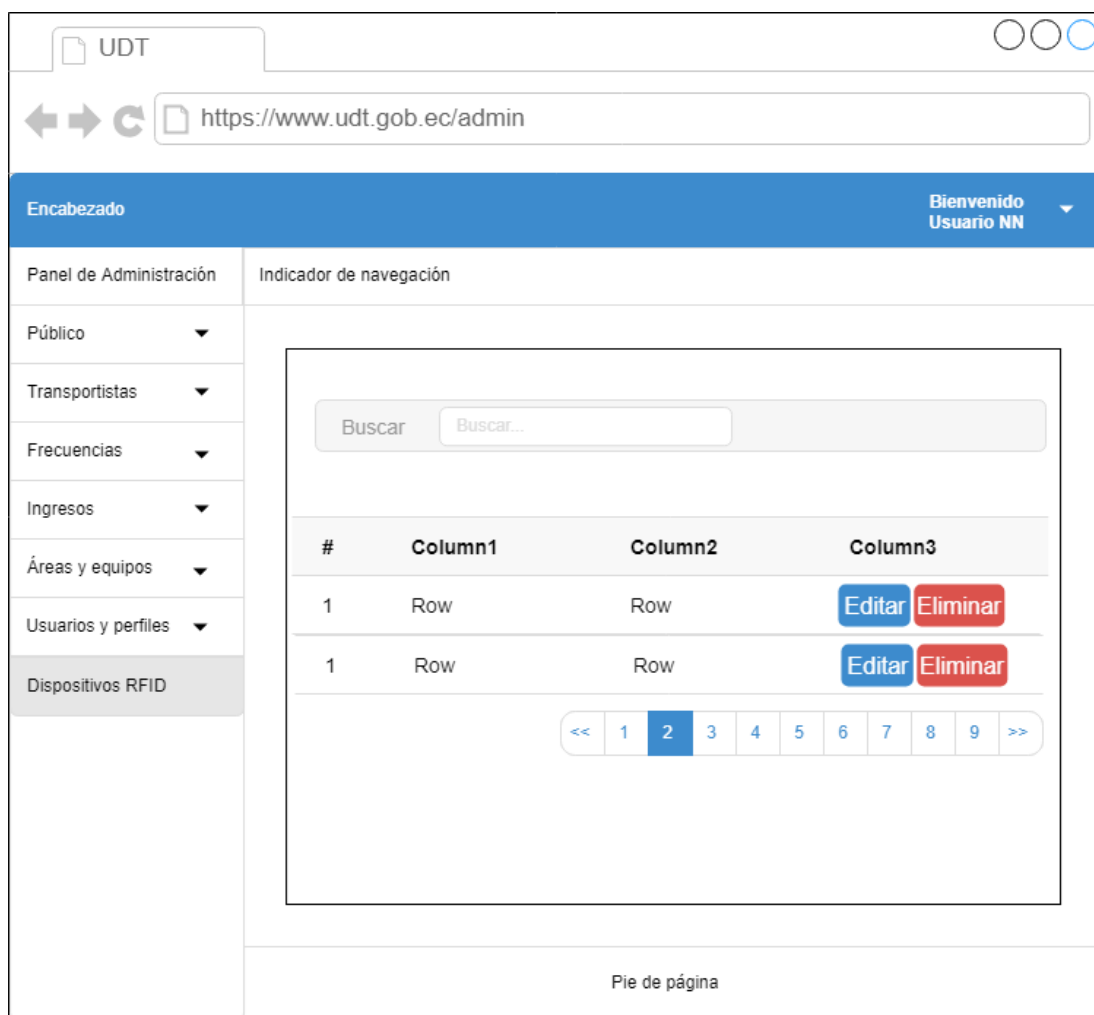 UDT
https://www.udt.gob.ec/admin
Encabezado
Bienvenido
Usuario NN
Panel de Administración
Indicador de navegación
Público
Transportistas
Frecuencias
Ingresos
Áreas y equipos
Usuarios y perfiles
Dispositivos RFID
Buscar Buscar...
# Column1 Column2 Column3
1 Row Row Editar Eliminar
1 Row Row Editar Eliminar
<< 1 2 3 4 5 6 7 8 9 >>
Pie de página